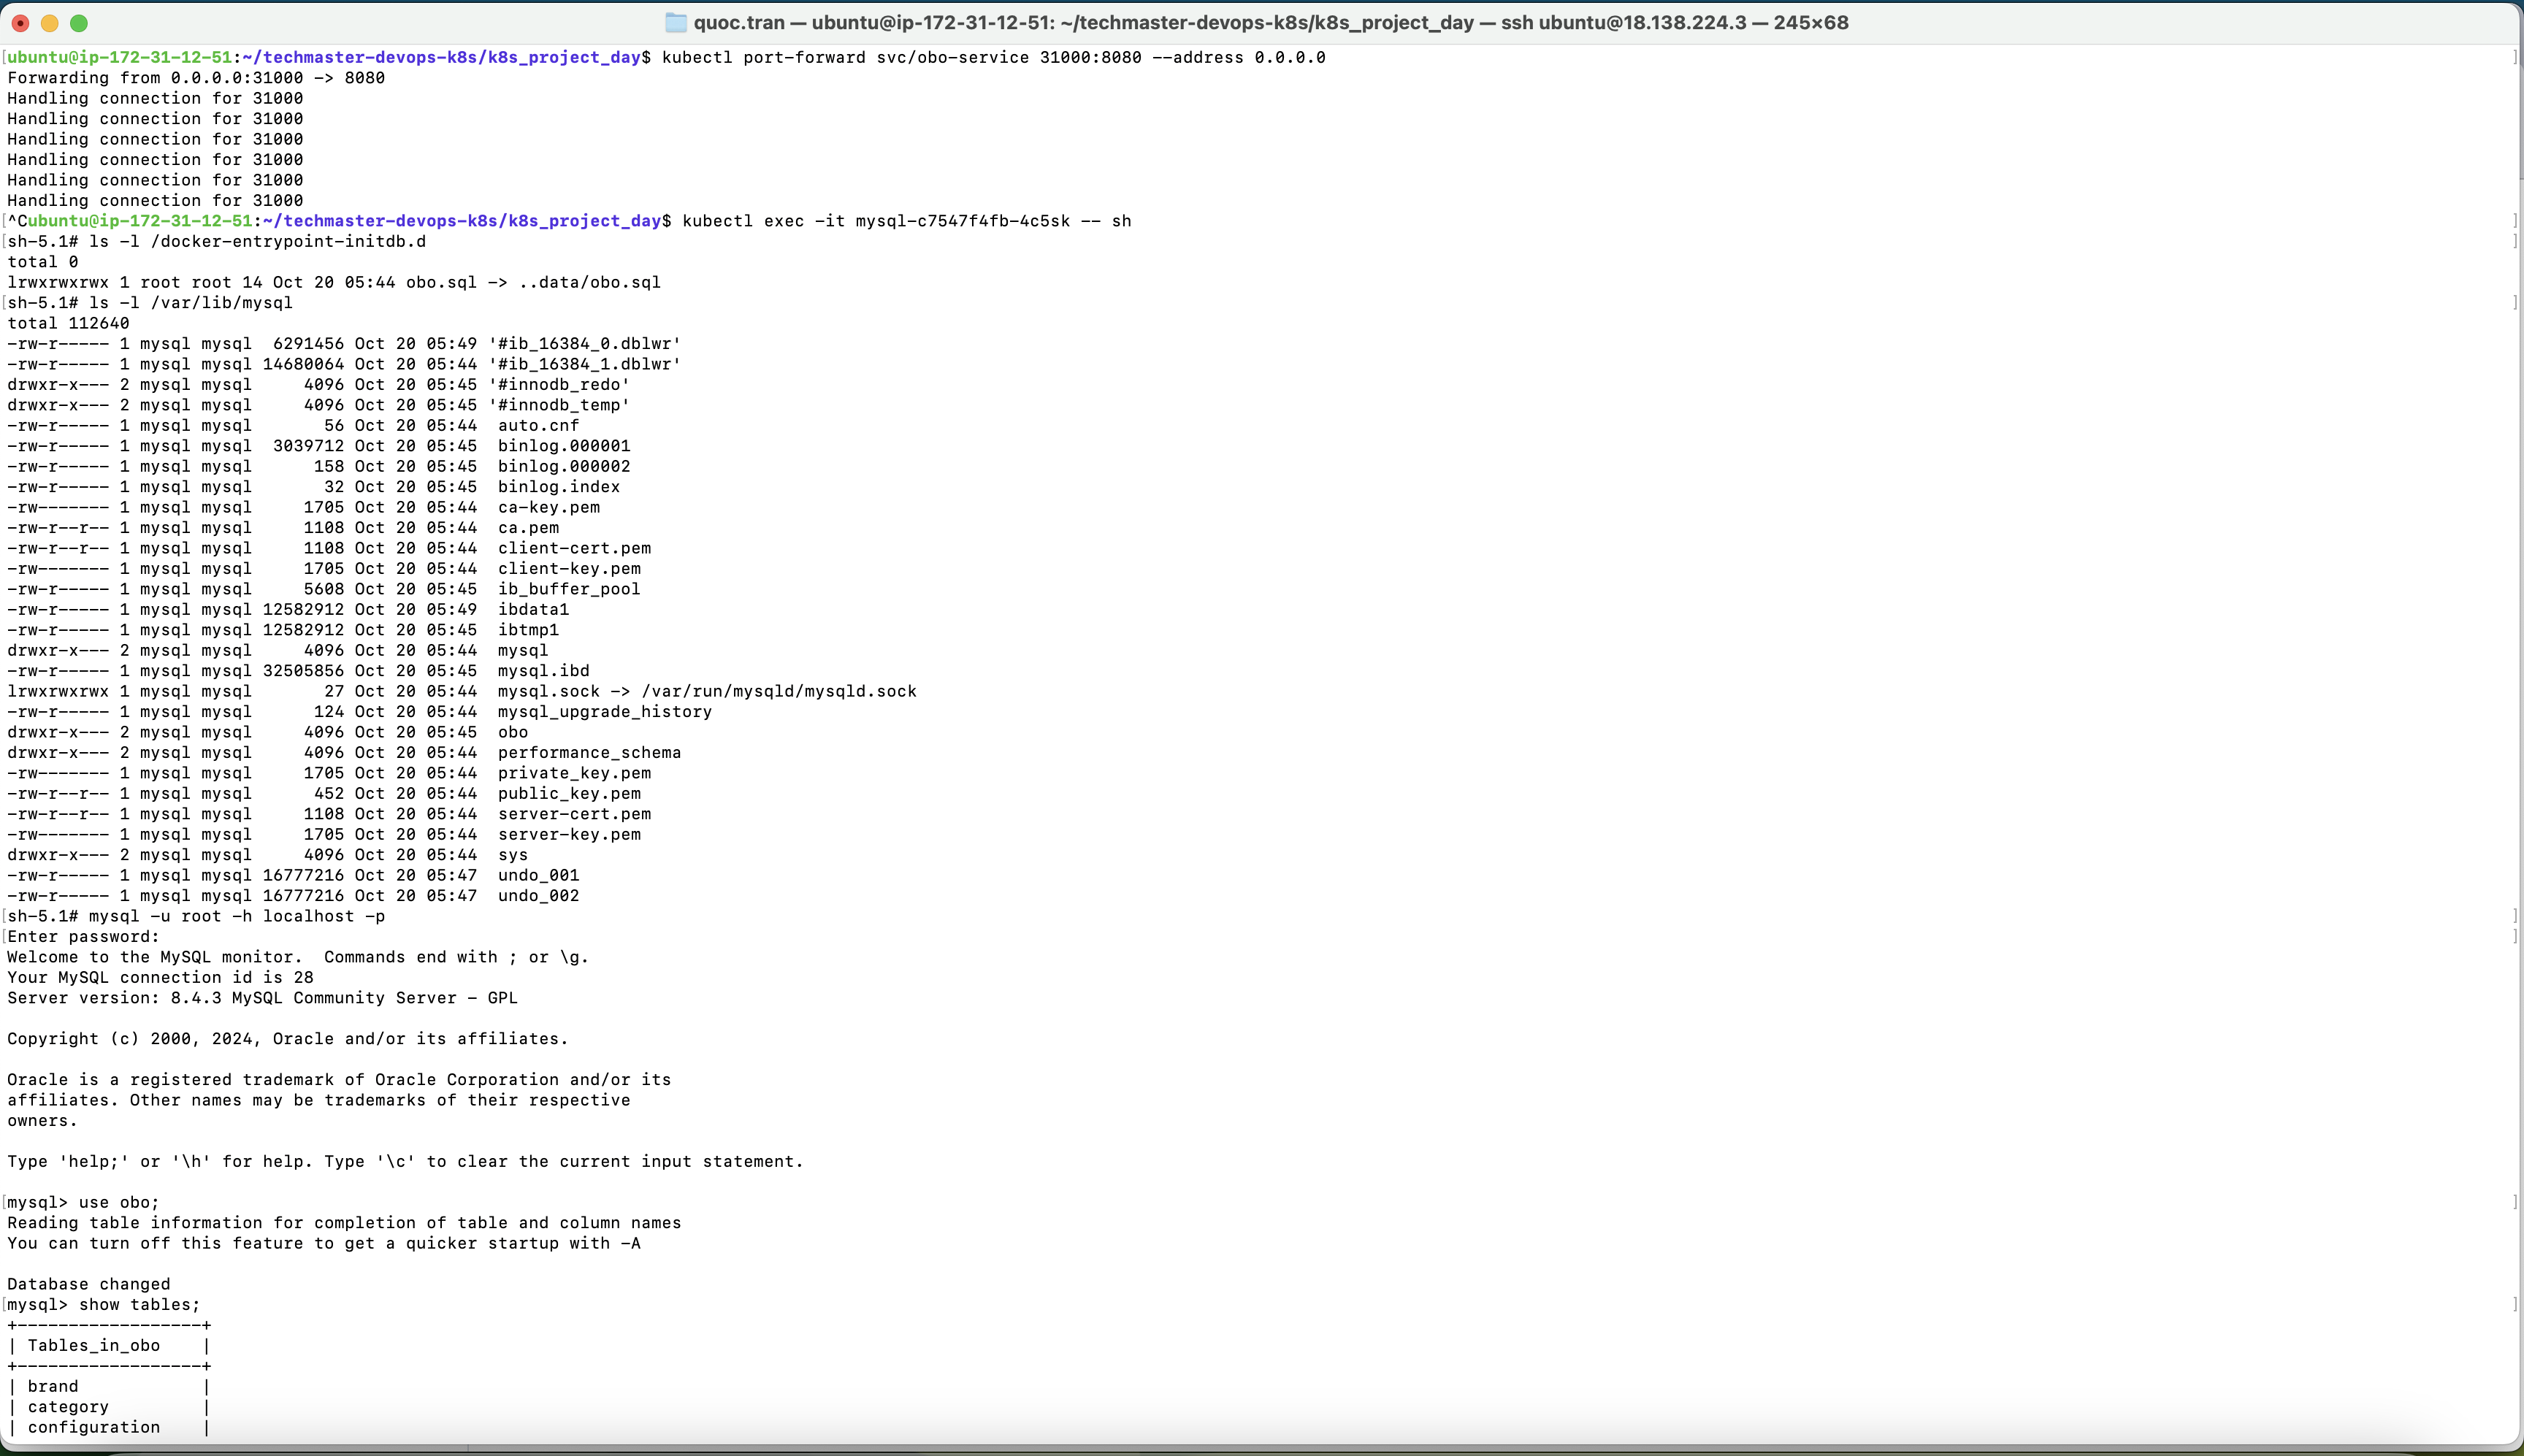 quoc.tran — ubuntu@ip-172-31-12-51: ~/techmaster-devops-k8s/k8s_project_day — ssh ubuntu@18.138.224.3 — 245×68
ubuntu@ip-172-31-12-51:~/techmaster-devops-k8s/k8s_project_day$ kubectl port-forward svc/obo-service 31000:8080 --address 0.0.0.0
Forwarding from 0.0.0.0:31000 -> 8080
Handling connection for 31000
Handling connection for 31000
Handling connection for 31000
Handling connection for 31000
Handling connection for 31000
Handling connection for 31000
^Cubuntu@ip-172-31-12-51:~/techmaster-devops-k8s/k8s_project_day$ kubectl exec -it mysql-c7547f4fb-4c5sk -- sh
sh-5.1# ls -l /docker-entrypoint-initdb.d
total 0
lrwxrwxrwx 1 root root 14 Oct 20 05:44 obo.sql -> ..data/obo.sql
sh-5.1# ls -l /var/lib/mysql
total 112640
-rw-r----- 1 mysql mysql  6291456 Oct 20 05:49 '#ib_16384_0.dblwr'
-rw-r----- 1 mysql mysql 14680064 Oct 20 05:44 '#ib_16384_1.dblwr'
drwxr-x--- 2 mysql mysql     4096 Oct 20 05:45 '#innodb_redo'
drwxr-x--- 2 mysql mysql     4096 Oct 20 05:45 '#innodb_temp'
-rw-r----- 1 mysql mysql       56 Oct 20 05:44  auto.cnf
-rw-r----- 1 mysql mysql  3039712 Oct 20 05:45  binlog.000001
-rw-r----- 1 mysql mysql      158 Oct 20 05:45  binlog.000002
-rw-r----- 1 mysql mysql       32 Oct 20 05:45  binlog.index
-rw------- 1 mysql mysql     1705 Oct 20 05:44  ca-key.pem
-rw-r--r-- 1 mysql mysql     1108 Oct 20 05:44  ca.pem
-rw-r--r-- 1 mysql mysql     1108 Oct 20 05:44  client-cert.pem
-rw------- 1 mysql mysql     1705 Oct 20 05:44  client-key.pem
-rw-r----- 1 mysql mysql     5608 Oct 20 05:45  ib_buffer_pool
-rw-r----- 1 mysql mysql 12582912 Oct 20 05:49  ibdata1
-rw-r----- 1 mysql mysql 12582912 Oct 20 05:45  ibtmp1
drwxr-x--- 2 mysql mysql     4096 Oct 20 05:44  mysql
-rw-r----- 1 mysql mysql 32505856 Oct 20 05:45  mysql.ibd
lrwxrwxrwx 1 mysql mysql       27 Oct 20 05:44  mysql.sock -> /var/run/mysqld/mysqld.sock
-rw-r----- 1 mysql mysql      124 Oct 20 05:44  mysql_upgrade_history
drwxr-x--- 2 mysql mysql     4096 Oct 20 05:45  obo
drwxr-x--- 2 mysql mysql     4096 Oct 20 05:44  performance_schema
-rw------- 1 mysql mysql     1705 Oct 20 05:44  private_key.pem
-rw-r--r-- 1 mysql mysql      452 Oct 20 05:44  public_key.pem
-rw-r--r-- 1 mysql mysql     1108 Oct 20 05:44  server-cert.pem
-rw------- 1 mysql mysql     1705 Oct 20 05:44  server-key.pem
drwxr-x--- 2 mysql mysql     4096 Oct 20 05:44  sys
-rw-r----- 1 mysql mysql 16777216 Oct 20 05:47  undo_001
-rw-r----- 1 mysql mysql 16777216 Oct 20 05:47  undo_002
sh-5.1# mysql -u root -h localhost -p
Enter password:
Welcome to the MySQL monitor.  Commands end with ; or \g.
Your MySQL connection id is 28
Server version: 8.4.3 MySQL Community Server - GPL
Copyright (c) 2000, 2024, Oracle and/or its affiliates.
Oracle is a registered trademark of Oracle Corporation and/or its
affiliates. Other names may be trademarks of their respective
owners.
Type 'help;' or '\h' for help. Type '\c' to clear the current input statement.
mysql> use obo;
Reading table information for completion of table and column names
You can turn off this feature to get a quicker startup with -A
Database changed
mysql> show tables;
+------------------+
| Tables_in_obo    |
+------------------+
| brand            |
| category         |
| configuration    |